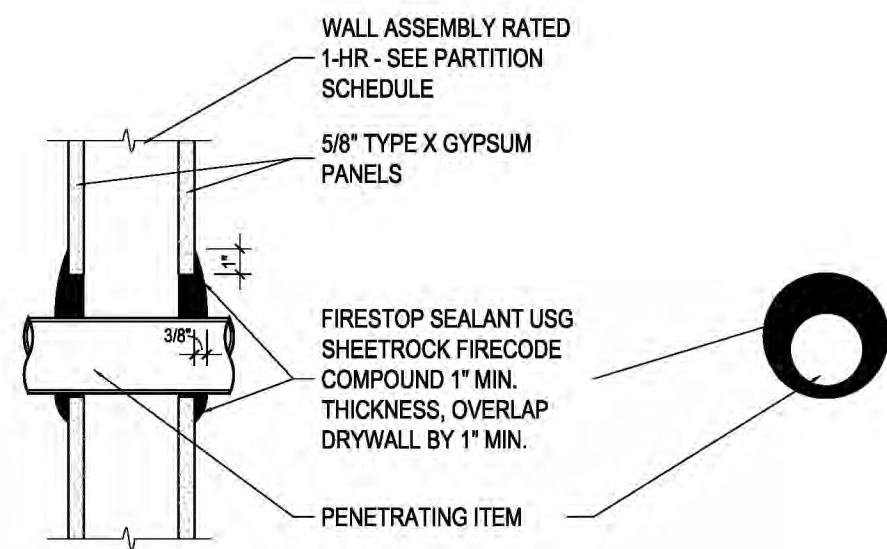 WALL ASSEMBLY RATED
1-HR - SEE PARTITION
SCHEDULE
5/8" TYPE X GYPSUM
PANELS
1"
3/8"
FIRESTOP SEALANT USG
SHEETROCK FIRECODE
COMPOUND 1" MIN.
THICKNESS, OVERLAP
DRYWALL BY 1" MIN.
PENETRATING ITEM